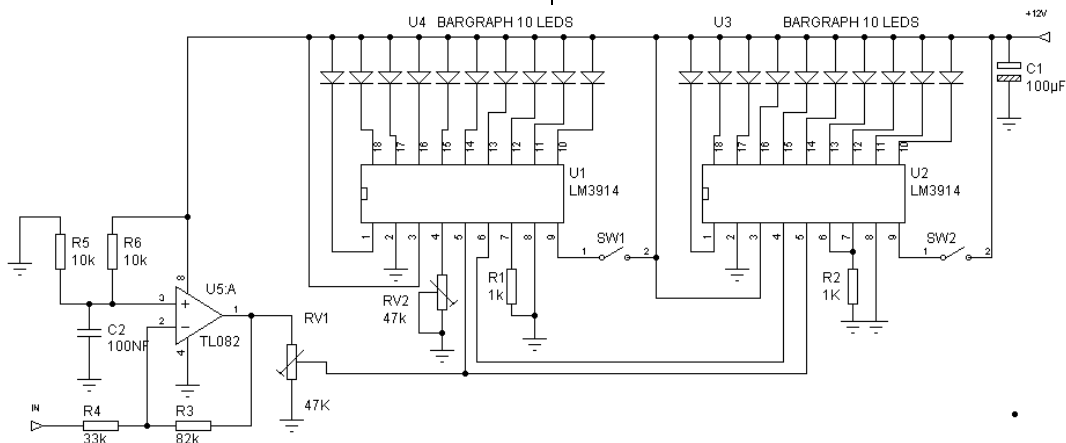 U4 BARGRAPH 10 LEDS
U3 BARGRAPH 10 LEDS
+12V
C1
100µF
18 17 16 15 14 13 12 11 10
U1
LM3914
1 2 3 4 5 6 7 8 9
18 17 16 15 14 13 12 11 10
U2
LM3914
1 2 3 4 5 6 7 8 9
SW1
1 2
SW2
1 2
R5
10k
R6
10k
8
U5:A
3
2
1
4
TL082
C2
100NF
RV2
47k
R1
1k
R2
1K
RV1
47K
IN
R4
33k
R3
82k